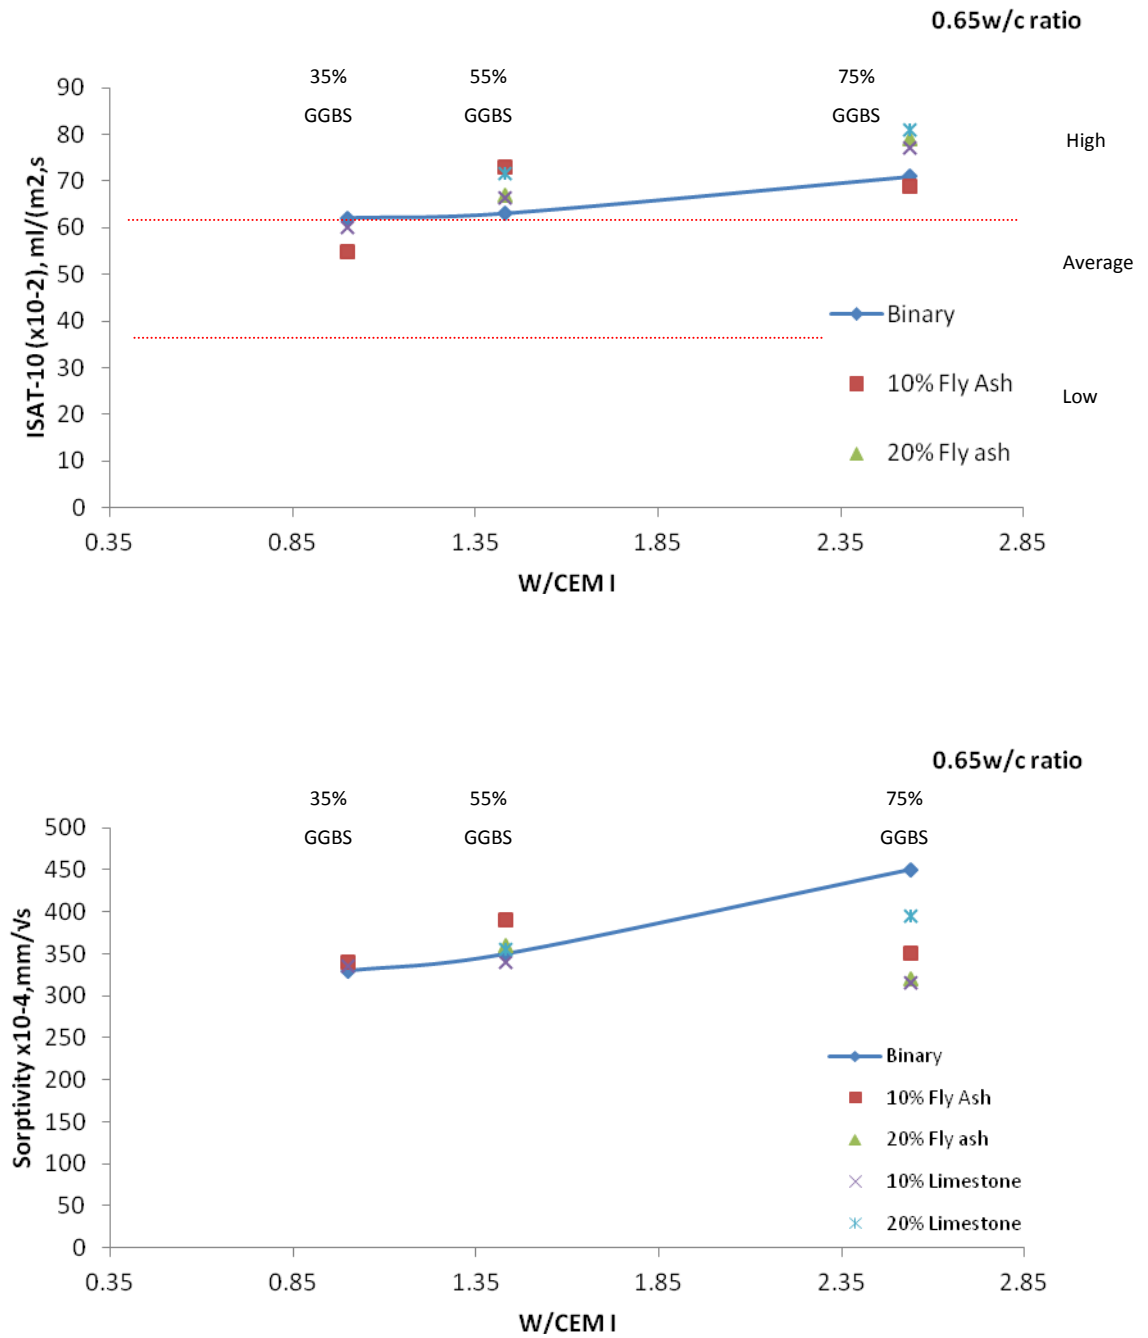 0.65w/c ratio
35% 55% 75%
GGBS GGBS GGBS
90
80
70
60
50
40
30
20
10
0
ISAT-10 (x10-2), ml/(m2,s
High
Average
Low
Binary
10% Fly Ash
20% Fly ash
0.35 0.85 1.35 1.85 2.35 2.85
W/CEM I
0.65w/c ratio
35% 55% 75%
GGBS GGBS GGBS
500
450
400
350
300
250
200
150
100
50
0
Sorptivity x10-4,mm/√s
Binary
10% Fly Ash
20% Fly ash
10% Limestone
20% Limestone
0.35 0.85 1.35 1.85 2.35 2.85
W/CEM I